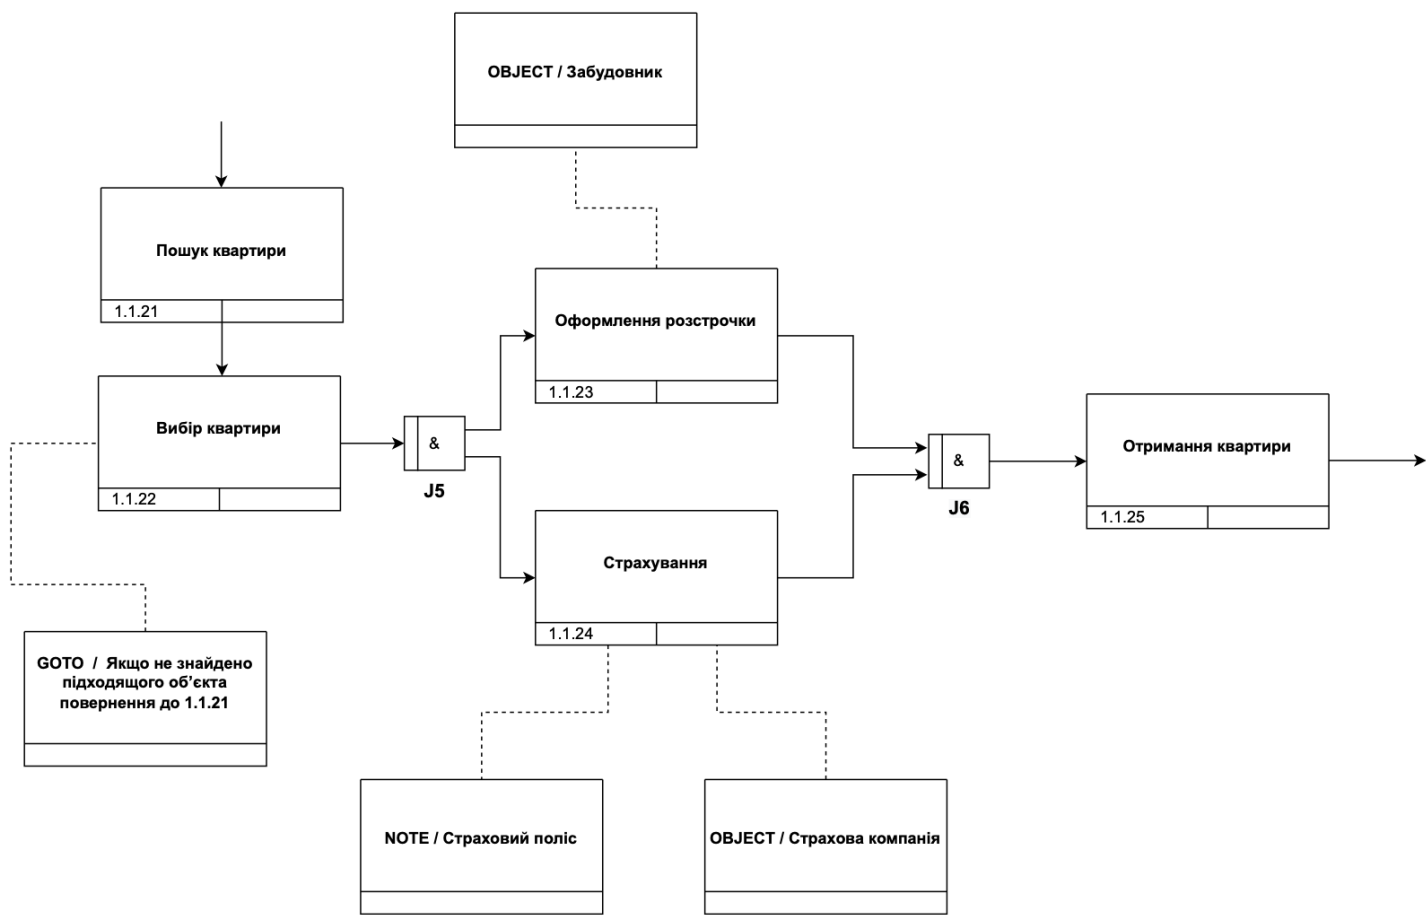 OBJECT / Забудовник
Пошук квартири
1.1.21
Оформлення розстрочки
1.1.23
Вибір квартири
1.1.22
&
J5
&
J6
Отримання квартири
1.1.25
Страхування
1.1.24
GOTO / Якщо не знайдено
підходящого об’єкта
повернення до 1.1.21
NOTE / Страховий поліс
OBJECT / Страхова компанія